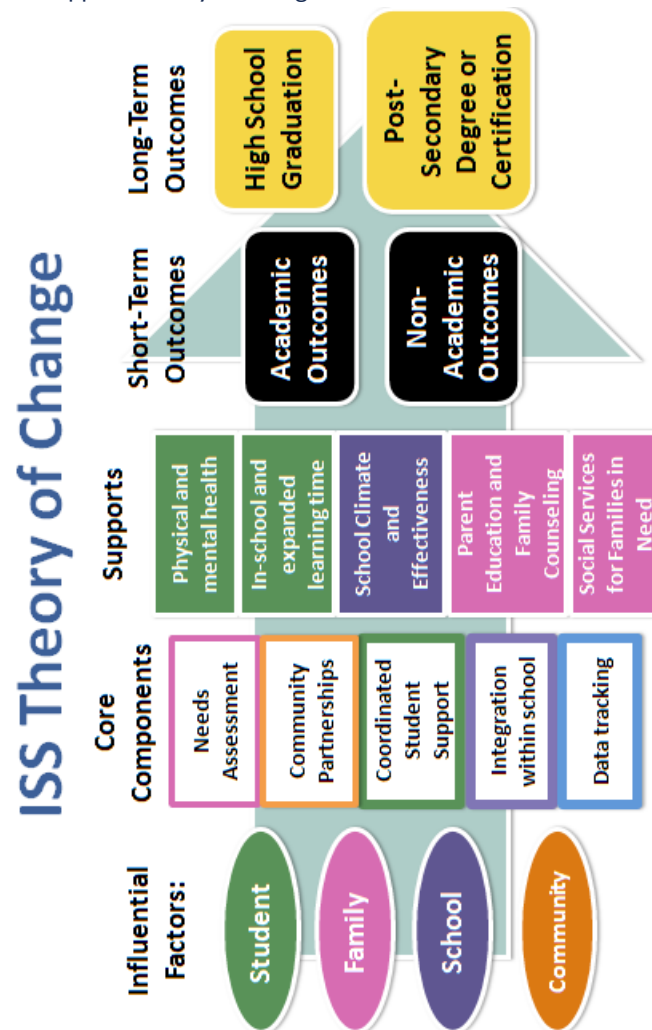 ISS Theory of Change
Influential
Factors:
Student
Family
School
Community
Core
Components
Needs
Assessment
Community
Partnerships
Coordinated
Student
Support
Integration
within school
Data tracking
Supports
Physical and
mental health
In-school and
expanded
learning time
School Climate
and
Effectiveness
Parent
Education and
Family
Counseling
Social Services
for Families in
Need
Short-Term
Outcomes
Academic
Outcomes
Non-
Academic
Outcomes
Long-Term
Outcomes
High School
Graduation
Post-
Secondary
Degree or
Certification